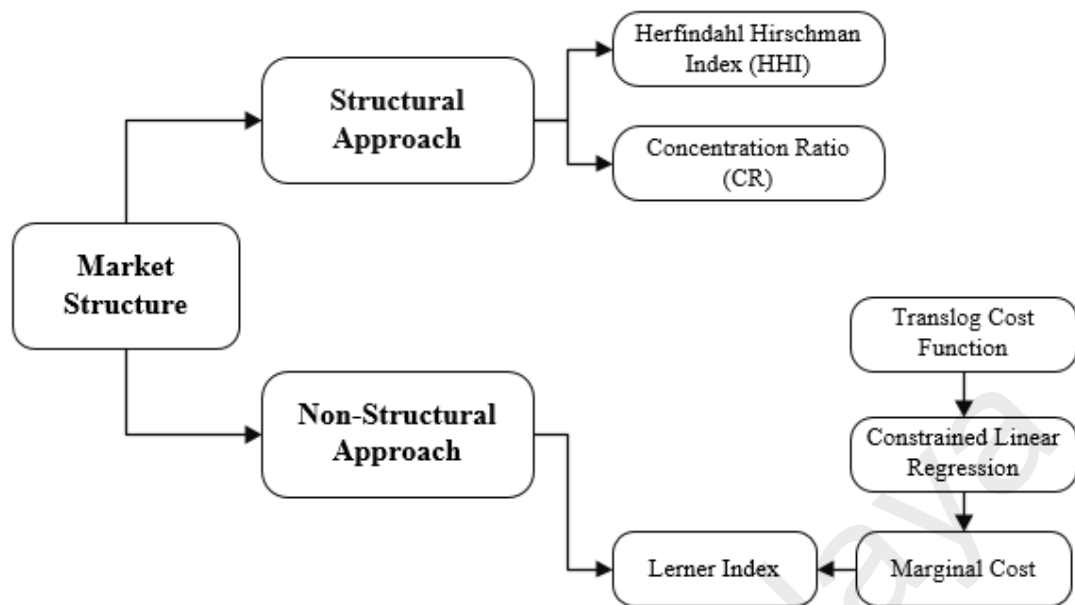 Herfindahl Hirschman
Index (HHI)
Structural
Approach
Concentration Ratio
(CR)
Market
Structure
Translog Cost
Function
Non-Structural
Approach
Constrained Linear
Regression
Lerner Index
Marginal Cost